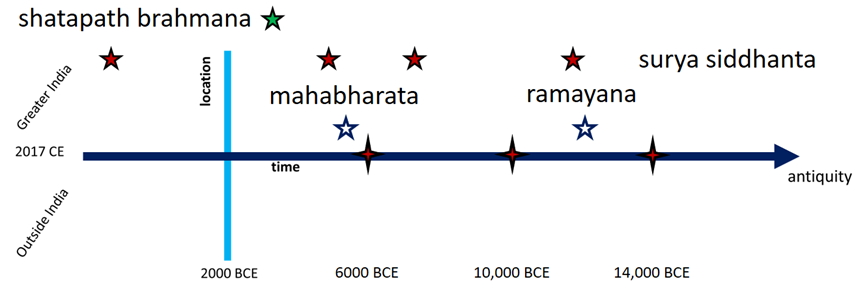 shatapath brahmana
Greater India
location
surya siddhanta
mahabharata
ramayana
2017 CE
time
antiquity
Outside India
2000 BCE
6000 BCE
10,000 BCE
14,000 BCE